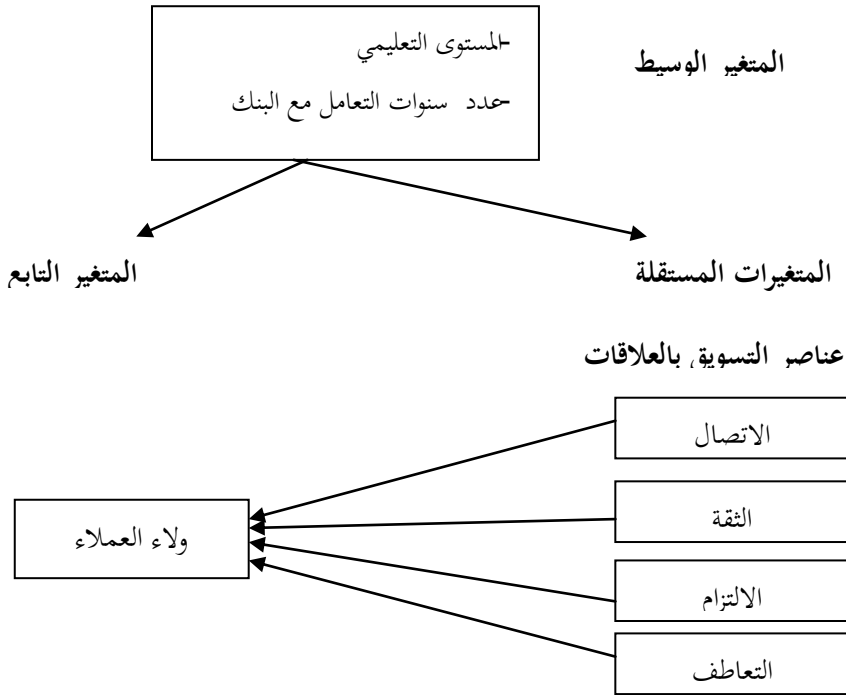 -المستوى التعليمي
-عدد سنوات التعامل مع البنك
المتغير الوسيط
المتغيرات المستقلة
المتغير التابع
عناصر التسويق بالعلاقات
الاتصال
الثقة
الالتزام
التعاطف
ولاء العملاء